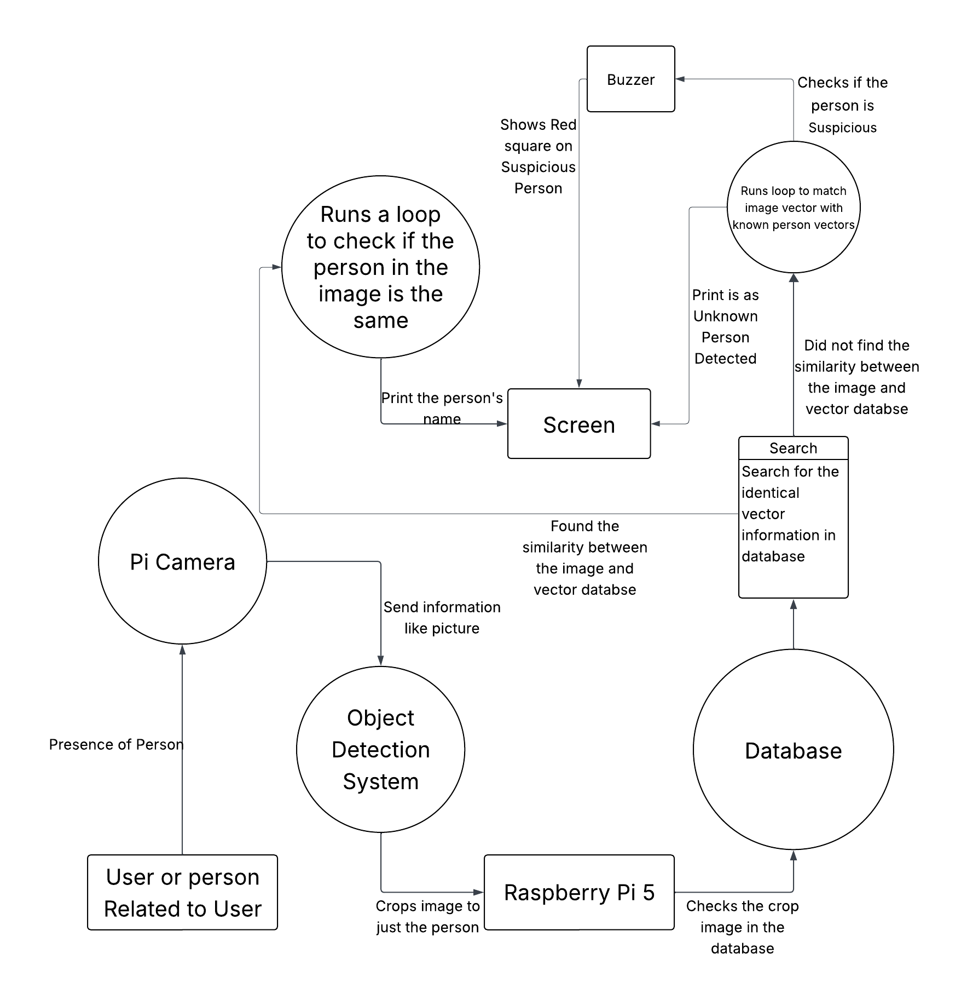 Buzzer
Checks if the
person is
Suspicious
Shows Red
square on
Suspicious
Person
Runs loop to match
image vector with
known person vectors
Runs a loop
to check if the
person in the
image is the
same
Print is as
Unknown
Person
Detected
Did not find the
similarity between
the image and
vector databse
Print the person's
name
Screen
Search
Search for the
identical
vector
information in
database
Found the
similarity between
the image and
vector databse
Pi Camera
Send information
like picture
Object
Detection
System
Database
Presence of Person
User or person
Related to User
Raspberry Pi 5
Crops image to
just the person
Checks the crop
image in the
database